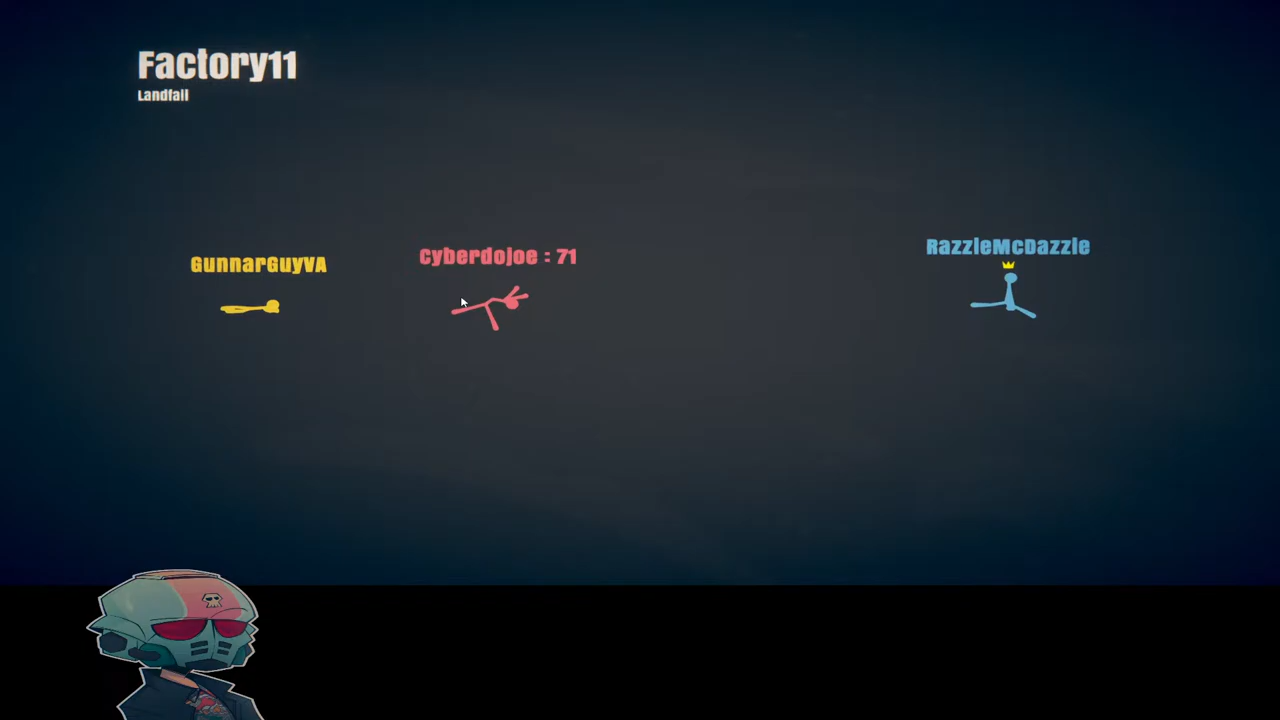 Factory11
Landfall
GunnarGuyVA
Cyberdojoe : 71
RazzleMcDazzle